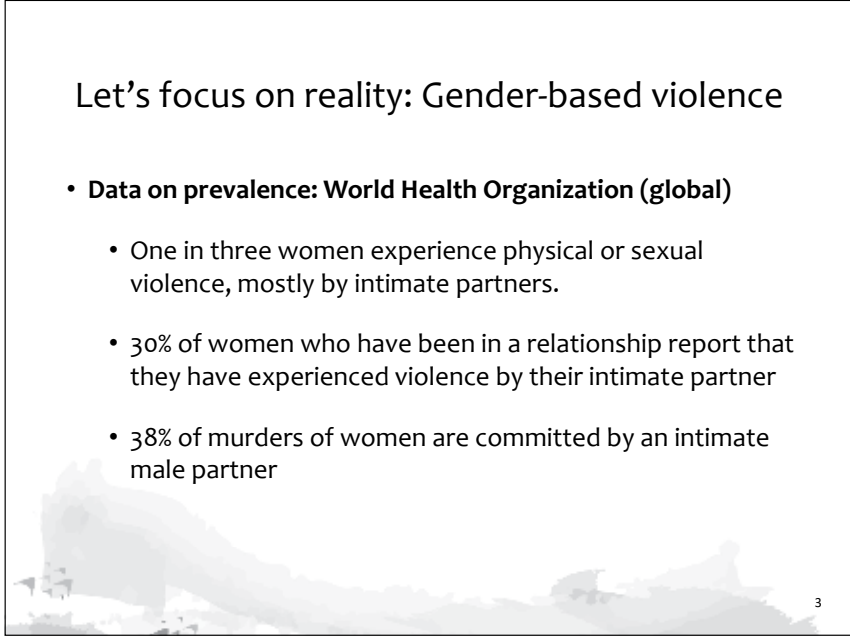 Let’s focus on reality: Gender-based violence
• Data on prevalence: World Health Organization (global)
• One in three women experience physical or sexual
violence, mostly by intimate partners.
• 30% of women who have been in a relationship report that
they have experienced violence by their intimate partner
• 38% of murders of women are committed by an intimate
male partner
3